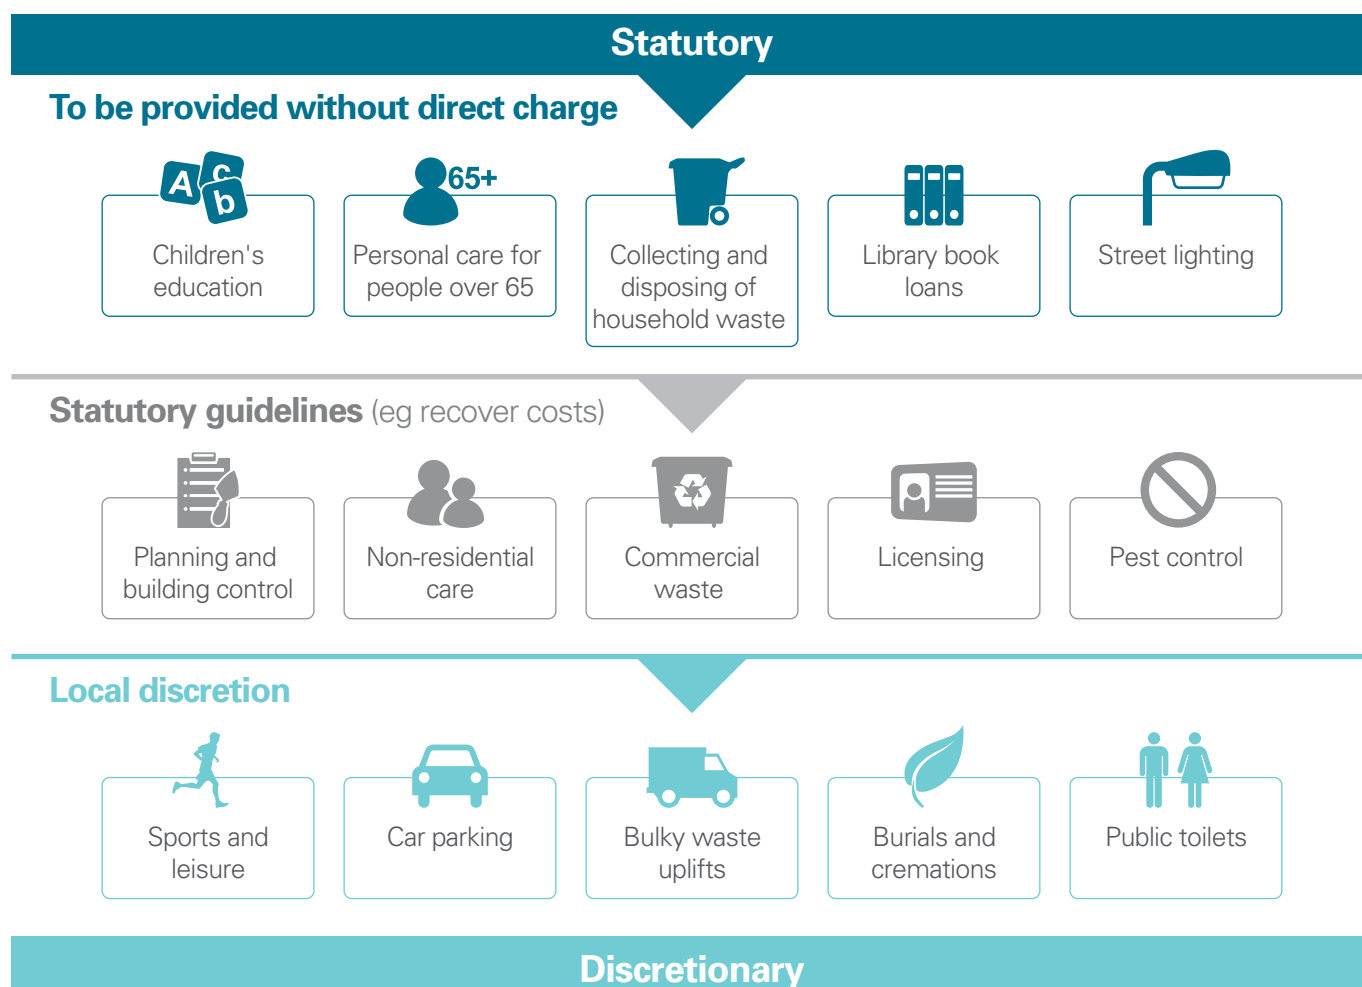 Statutory
To be provided without direct charge
A c b
65+
Children's
education
Personal care for
people over 65
Collecting and
disposing of
household waste
Library book
loans
Street lighting
Statutory guidelines (eg recover costs)
Planning and
building control
Non-residential
care
Commercial
waste
Licensing
Pest control
Local discretion
Sports and
leisure
Car parking
Bulky waste
uplifts
Burials and
cremations
Public toilets
Discretionary